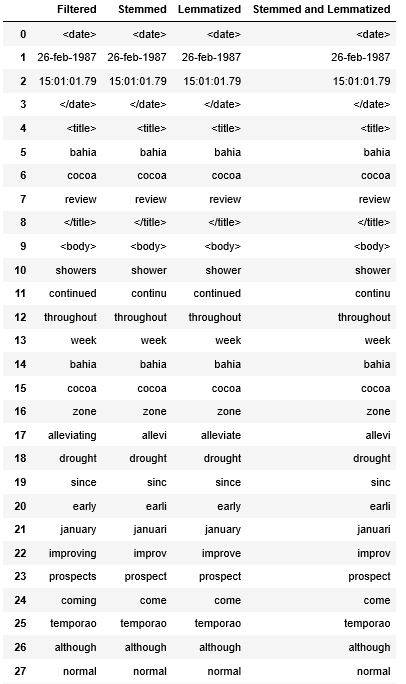 Filtered Stemmed Lemmatized Stemmed and Lemmatized
0 <date> <date> <date> <date>
1 26-feb-1987 26-feb-1987 26-feb-1987 26-feb-1987
2 15:01:01.79 15:01:01.79 15:01:01.79 15:01:01.79
3 </date> </date> </date> </date>
4 <title> <title> <title> <title>
5 bahia bahia bahia bahia
6 cocoa cocoa cocoa cocoa
7 review review review review
8 </title> </title> </title> </title>
9 <body> <body> <body> <body>
10 showers shower shower shower
11 continued continu continued continu
12 throughout throughout throughout throughout
13 week week week week
14 bahia bahia bahia bahia
15 cocoa cocoa cocoa cocoa
16 zone zone zone zone
17 alleviating allevi alleviate allevi
18 drought drought drought drought
19 since sinc since sinc
20 early earli early earli
21 january januari january januari
22 improving improv improve improv
23 prospects prospect prospect prospect
24 coming come come come
25 temporao temporao temporao temporao
26 although although although although
27 normal normal normal normal